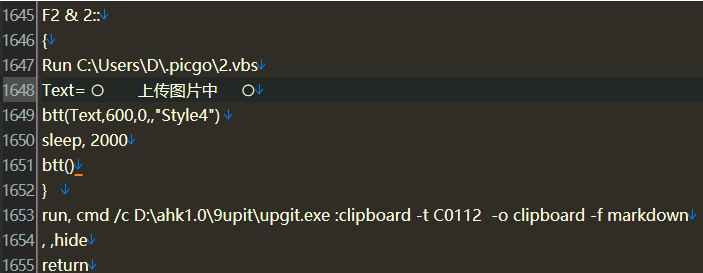 1645 F2 & 2::↓
1646 {↓
1647 Run C:\Users\D\.picgo\2.vbs↓
1648 Text= ○ 上传图片中 ○↓
1649 btt(Text,600,0,,"Style4") ↓
1650 sleep, 2000↓
1651 btt()↓
1652 } ↓
1653 run, cmd /c D:\ahk1.0\9upit\upgit.exe :clipboard -t C0112 -o clipboard -f markdown↓
1654 , ,hide↓
1655 return↓